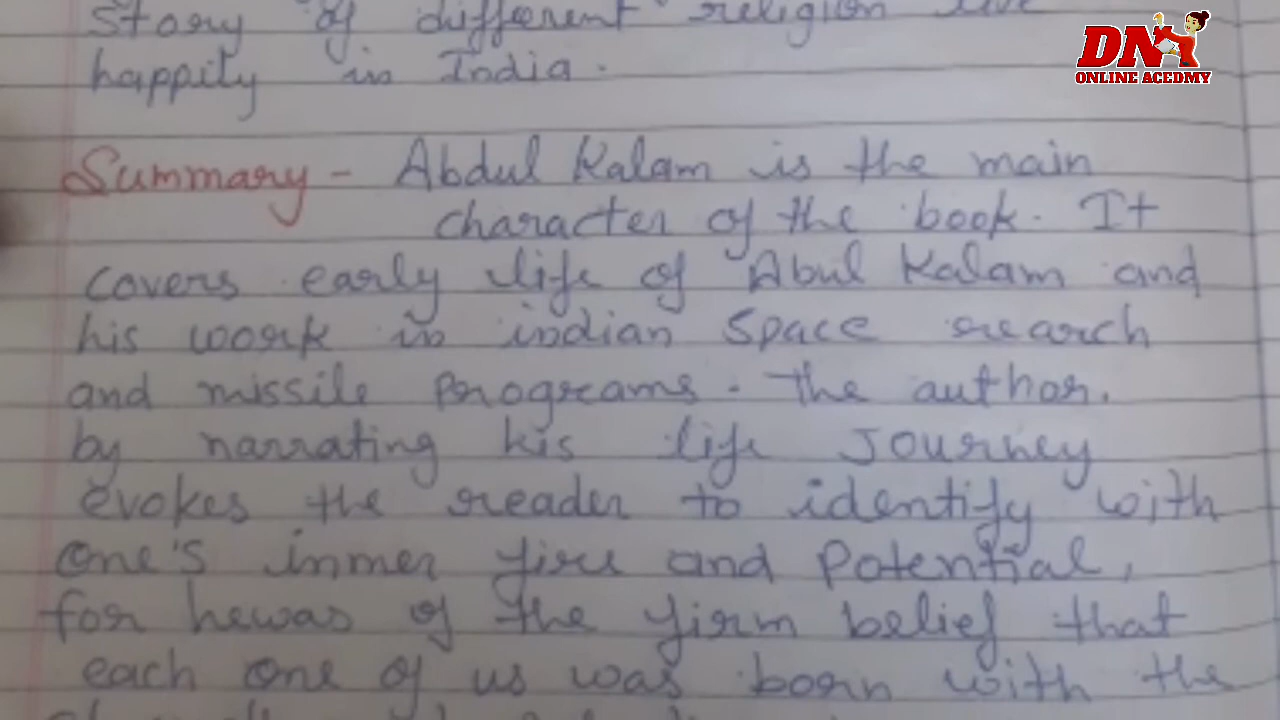 story of different religion live
happity in India.
DNA
ONLINE ACEDMY
Summary - Abdul Kalam is the main
character of the book. It
covers early life of Abul Kalam and
his work in indian space rearch
and missile programs. The author.
by narrating his life Journey
evokes the reader to identify with
one's inner fire and potential,
for hewas of the firm belief that
each one of us was born with the